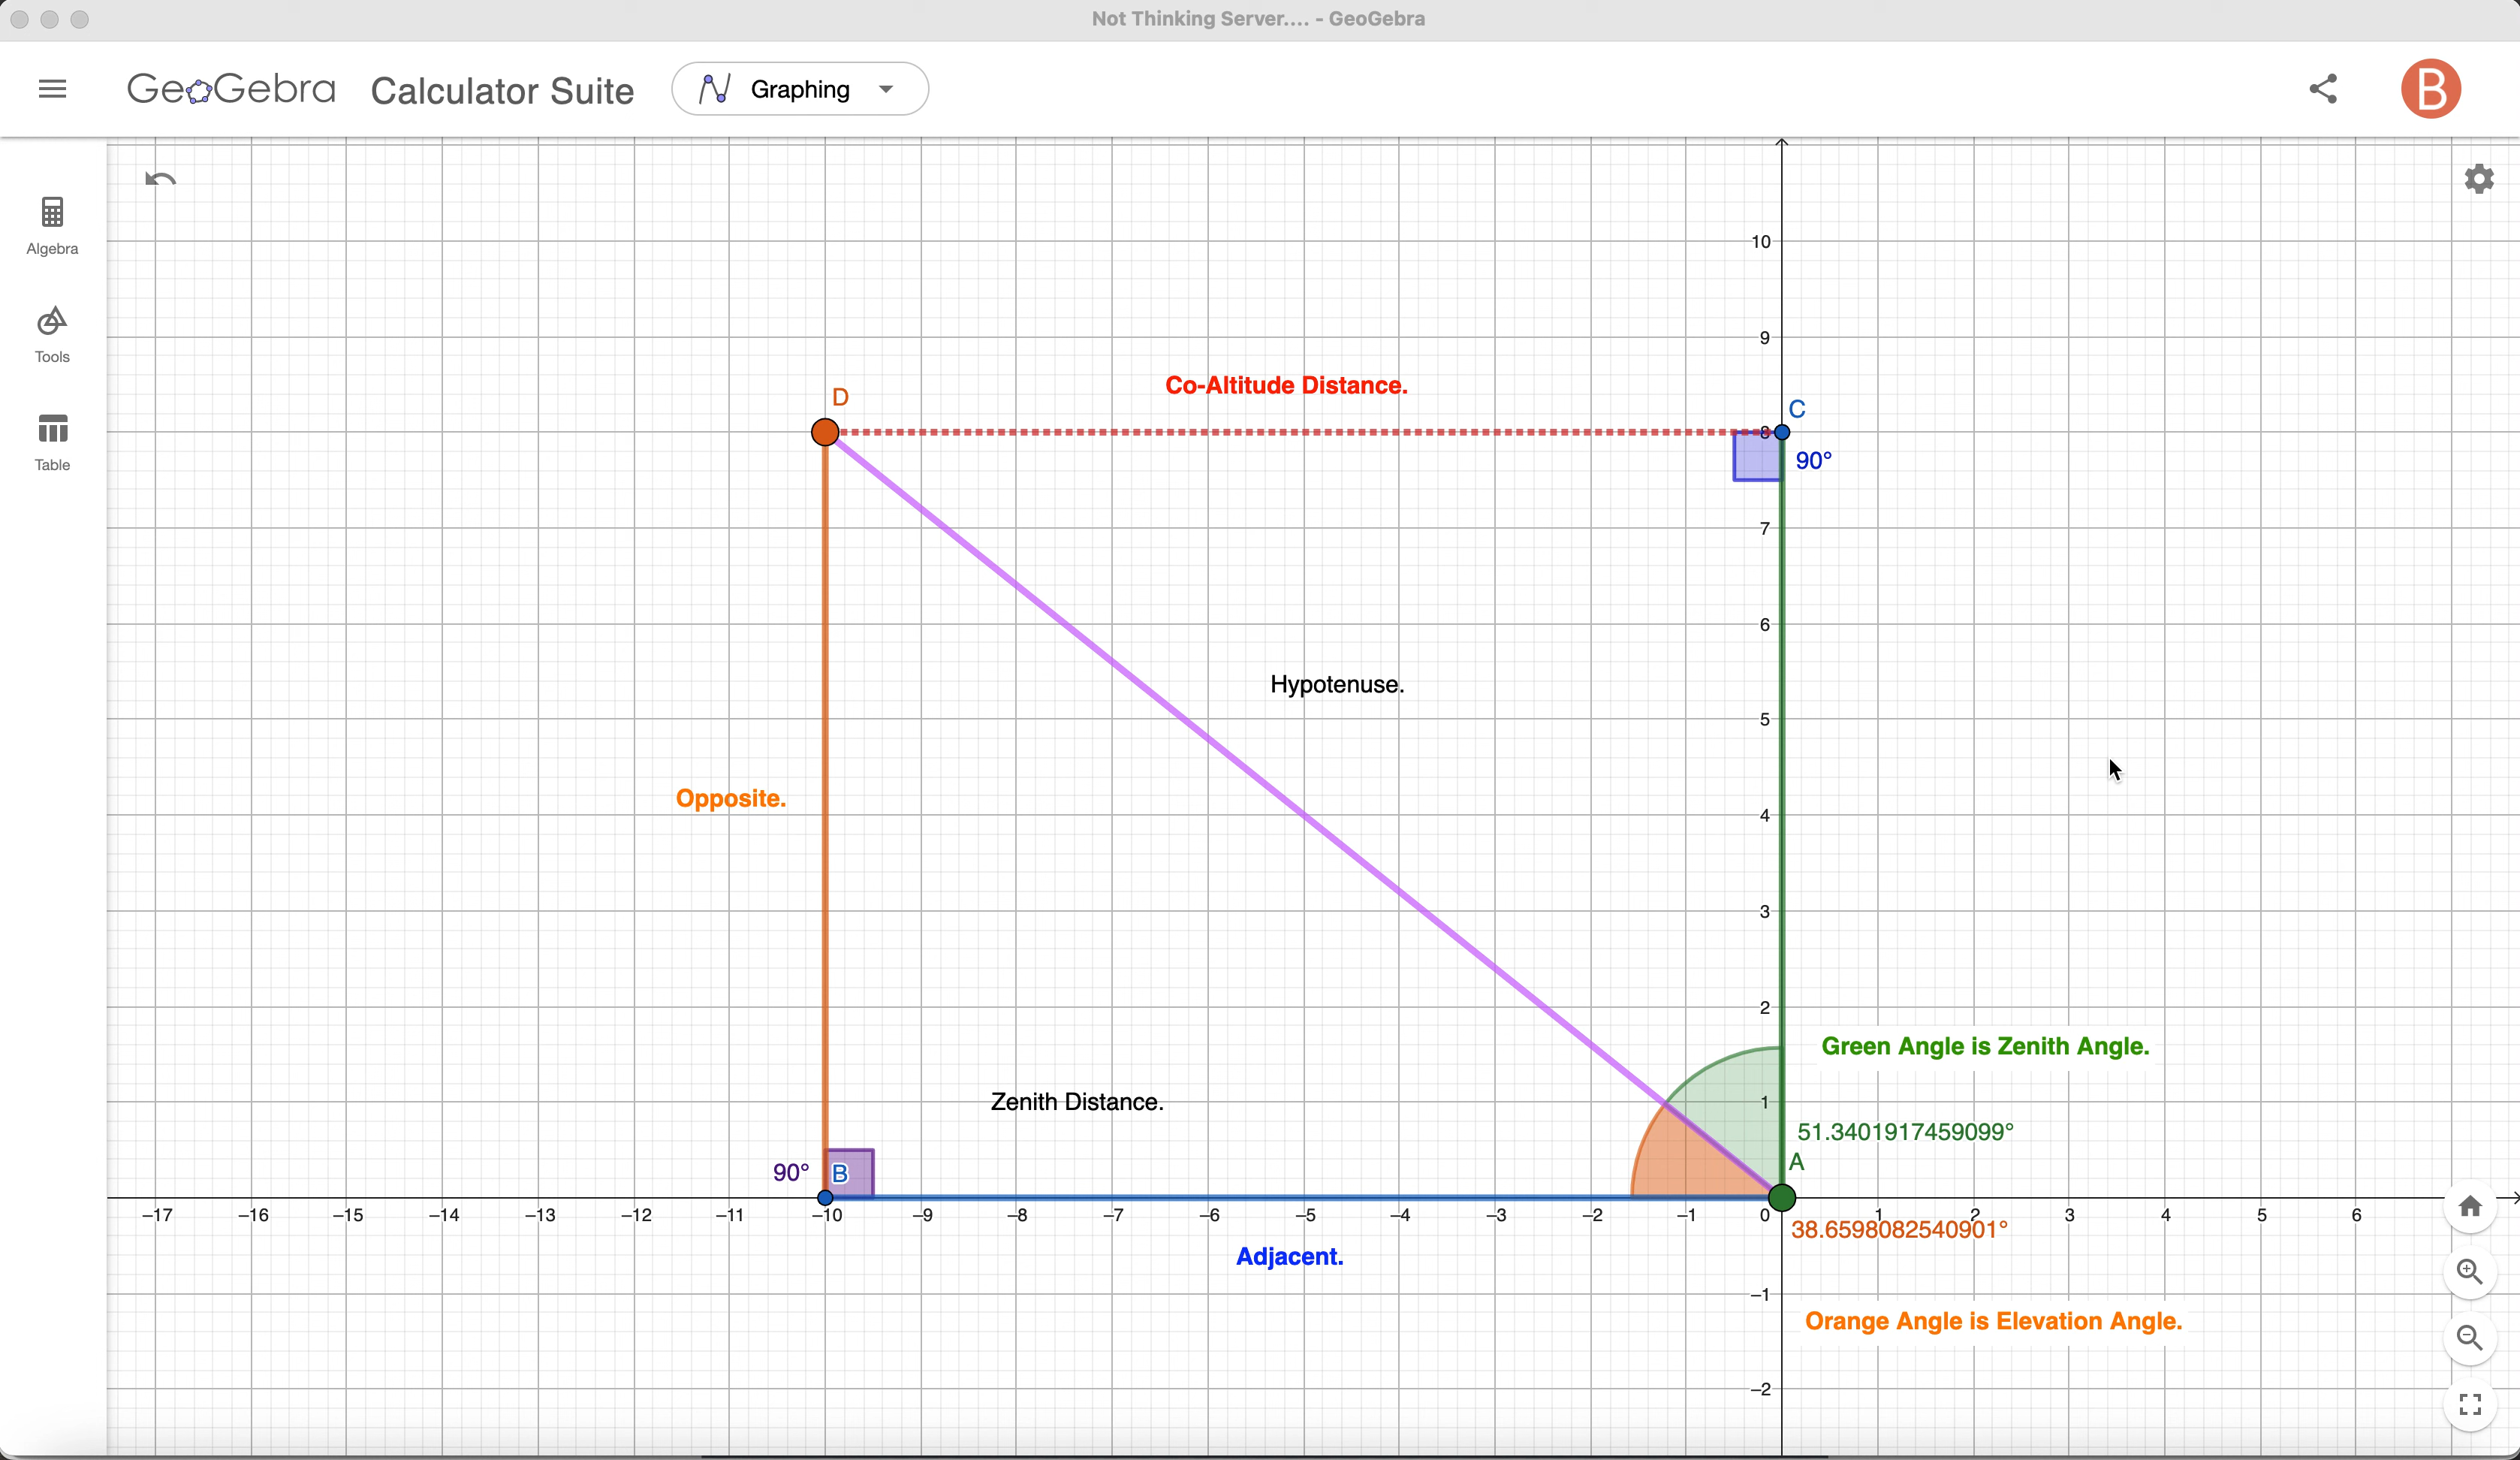 Not Thinking Server.... - GeoGebra
GeoGebra Calculator Suite Graphing
B
Algebra
Tools
Table
10
9
Co-Altitude Distance.
D
C
8
90°
7
6
Hypotenuse.
5
Opposite.
4
3
2
Green Angle is Zenith Angle.
Zenith Distance.
1
51.3401917459099°
A
90°
B
–17 –16 –15 –14 –13 –12 –11 –10 –9 –8 –7 –6 –5 –4 –3 –2 –1 0 1 2 3 4 5 6
38.6598082540901°
Adjacent.
–1
Orange Angle is Elevation Angle.
–2